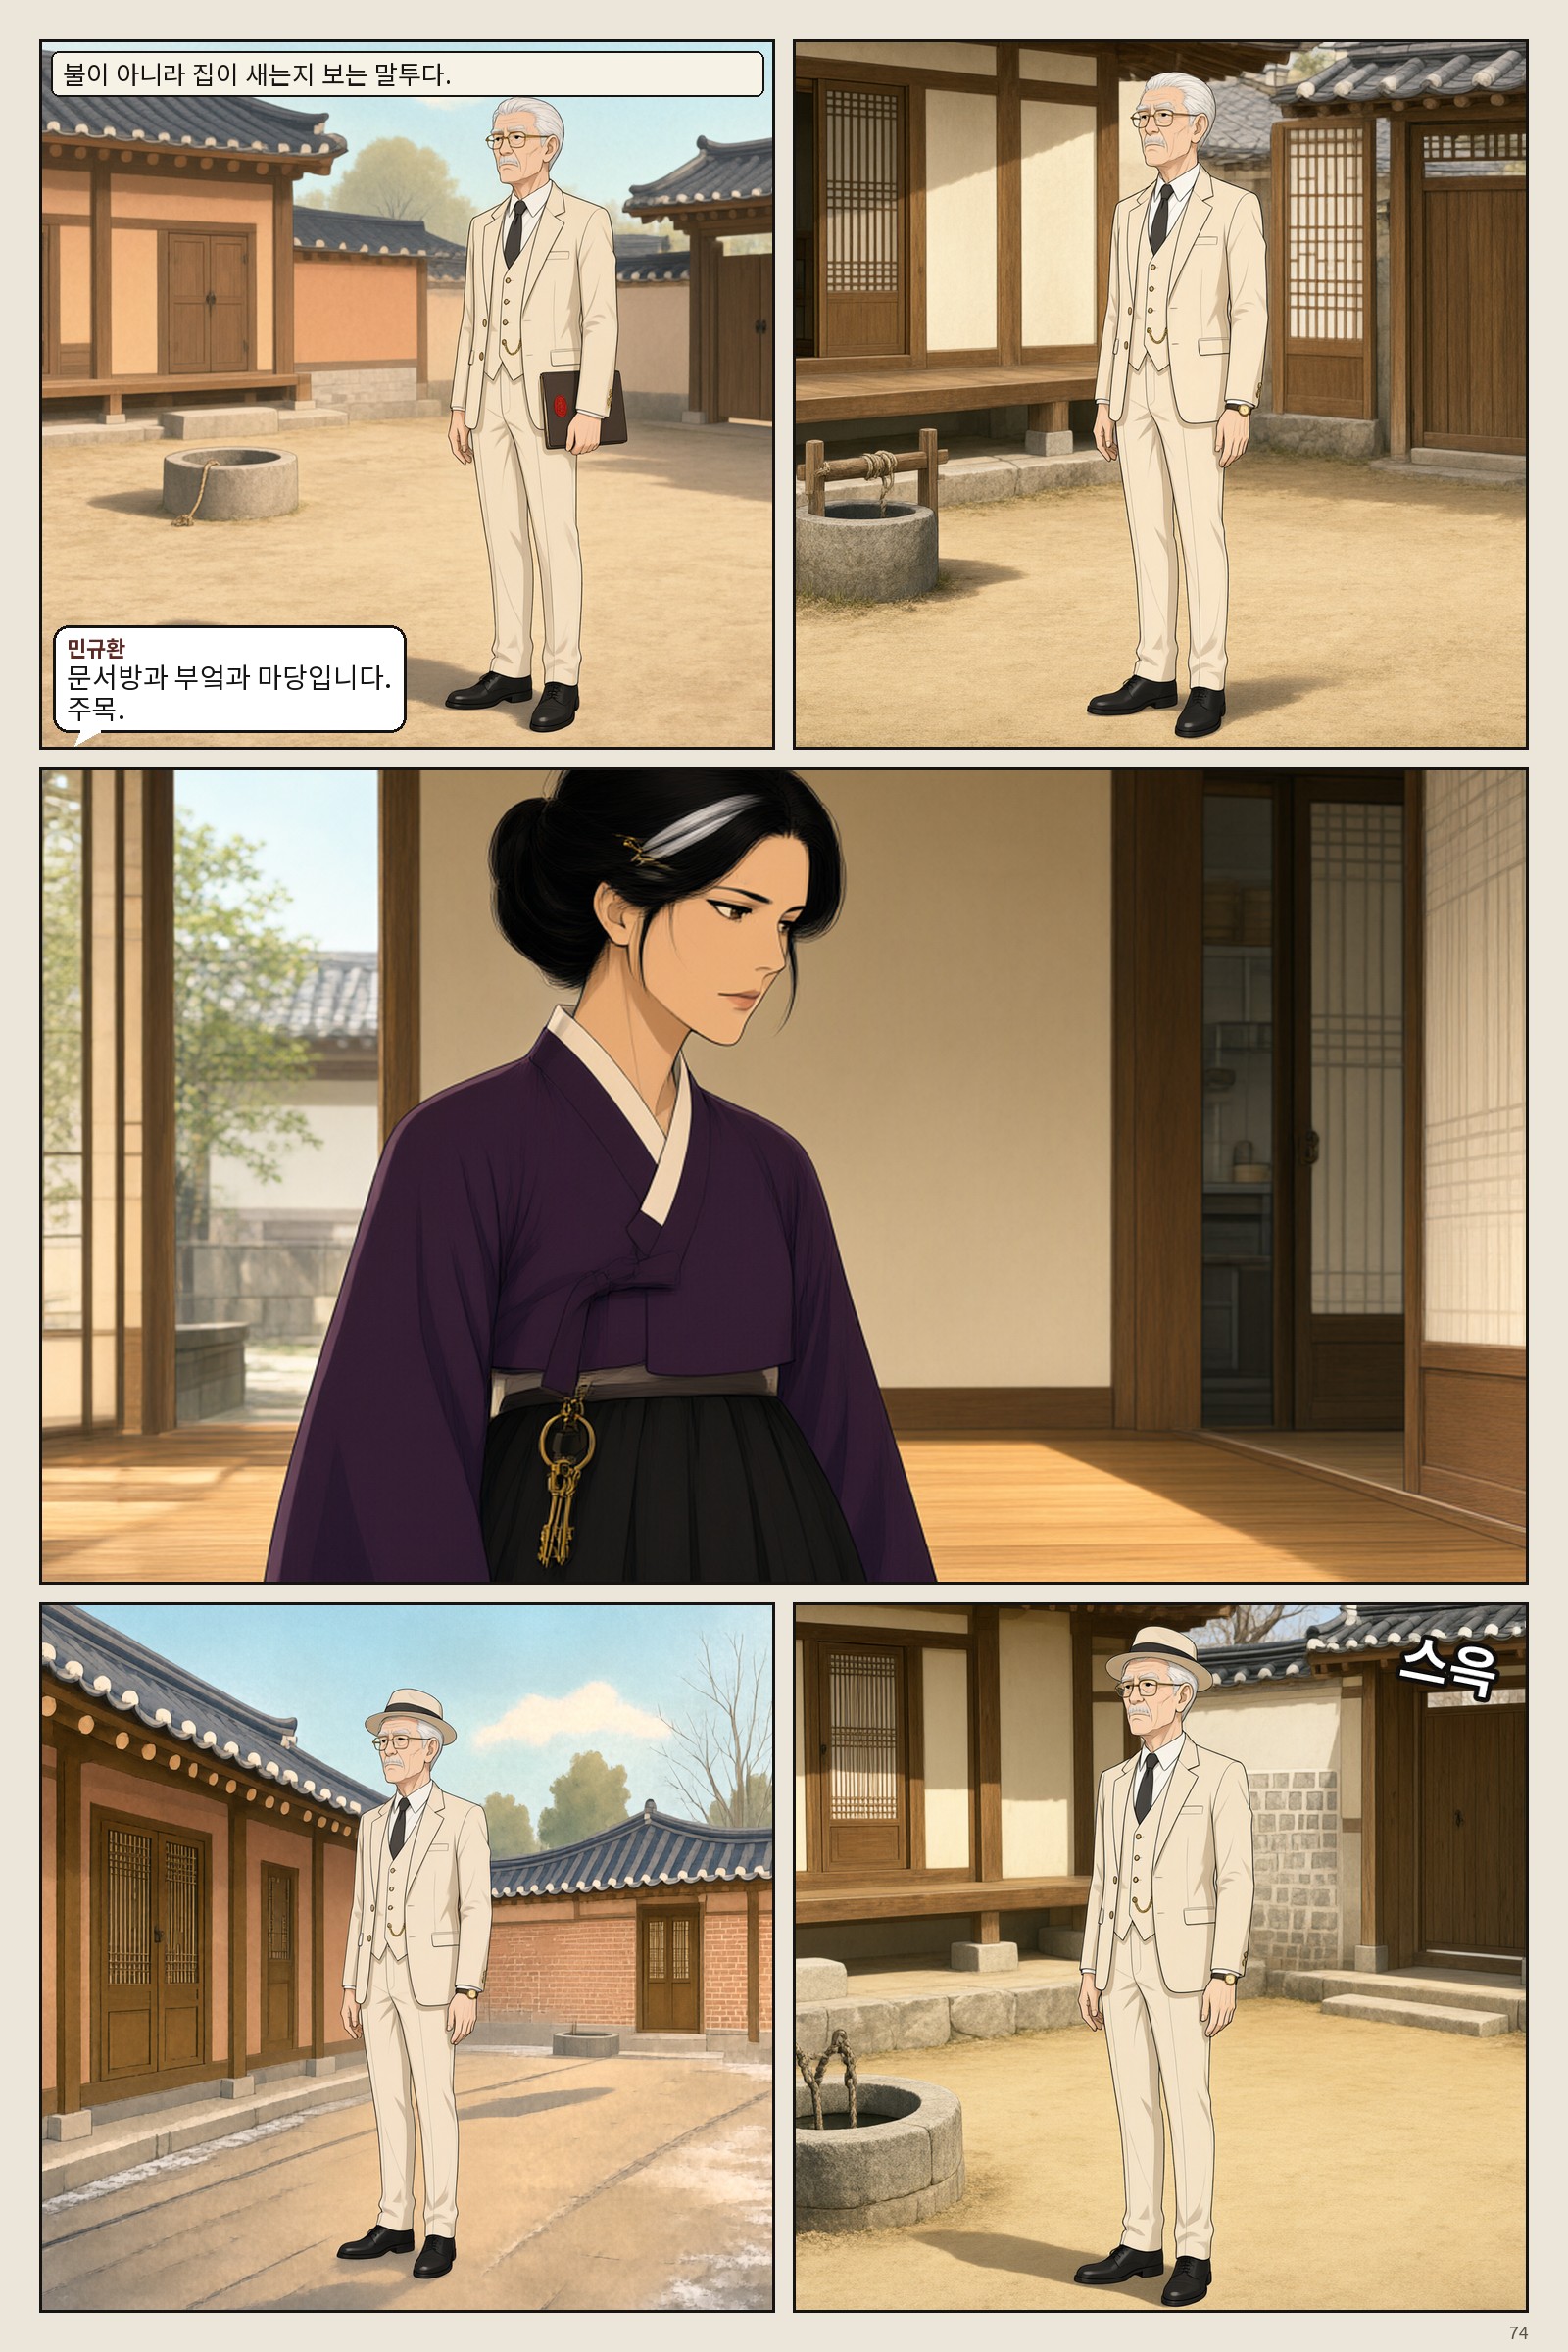 불이 아니라 집이 새는지 보는 말투다.
민규환
문서방과 부엌과 마당입니다.
주목.
스윽
74